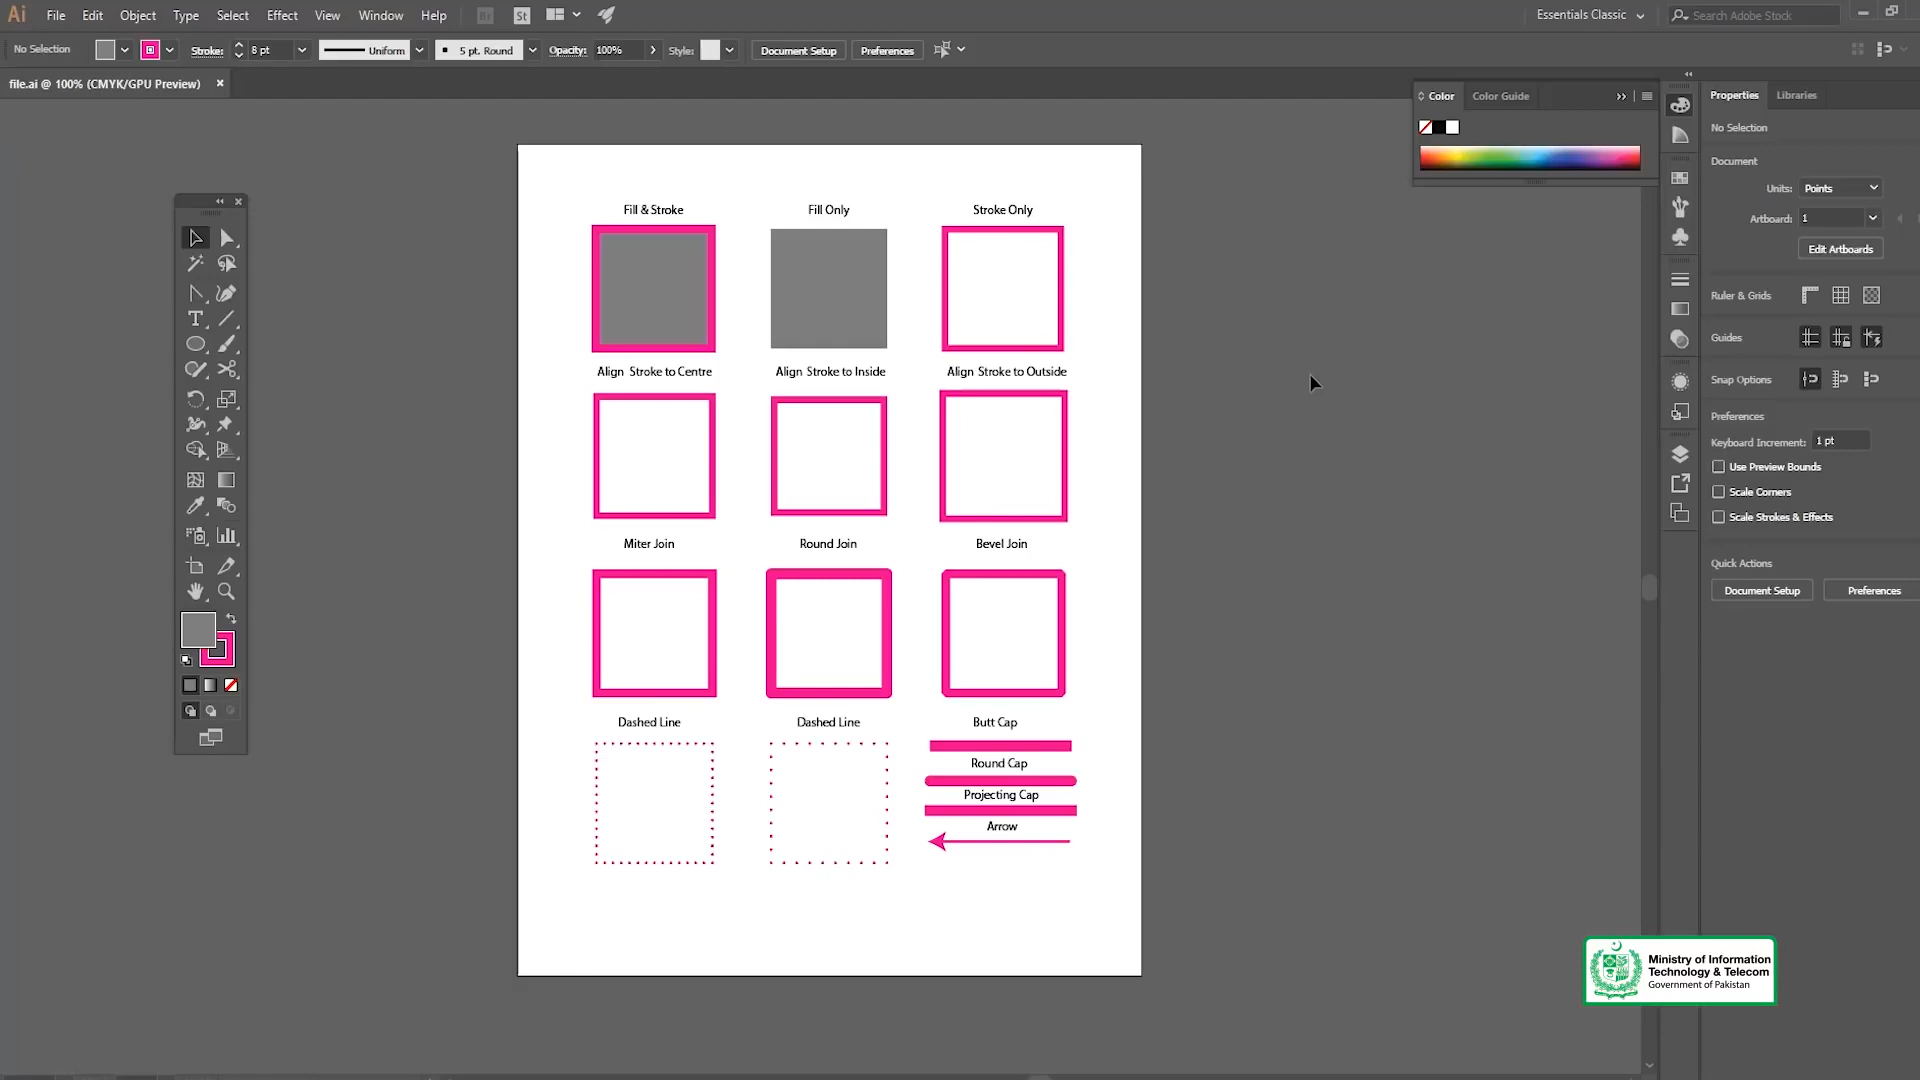 Ai File Edit Object Type Select Effect View Window Help Br St Essentials Classic Search Adobe Stock
No Selection Stroke: 8 pt Uniform 5 pt. Round Opacity: 100% Style: Document Setup Preferences
file.ai @ 100% (CMYK/GPU Preview)
Color Color Guide
Properties Libraries
No Selection
Document
Units: Points
Artboard: 1
Edit Artboards
Ruler & Grids
Guides
Snap Options
Preferences
Keyboard Increment: 1 pt
Use Preview Bounds
Scale Corners
Scale Strokes & Effects
Quick Actions
Document Setup Preferences
Fill & Stroke Fill Only Stroke Only
Align Stroke to Centre Align Stroke to Inside Align Stroke to Outside
Miter Join Round Join Bevel Join
Dashed Line Dashed Line Butt Cap
Round Cap
Projecting Cap
Arrow
Ministry of Information
Technology & Telecom
Government of Pakistan